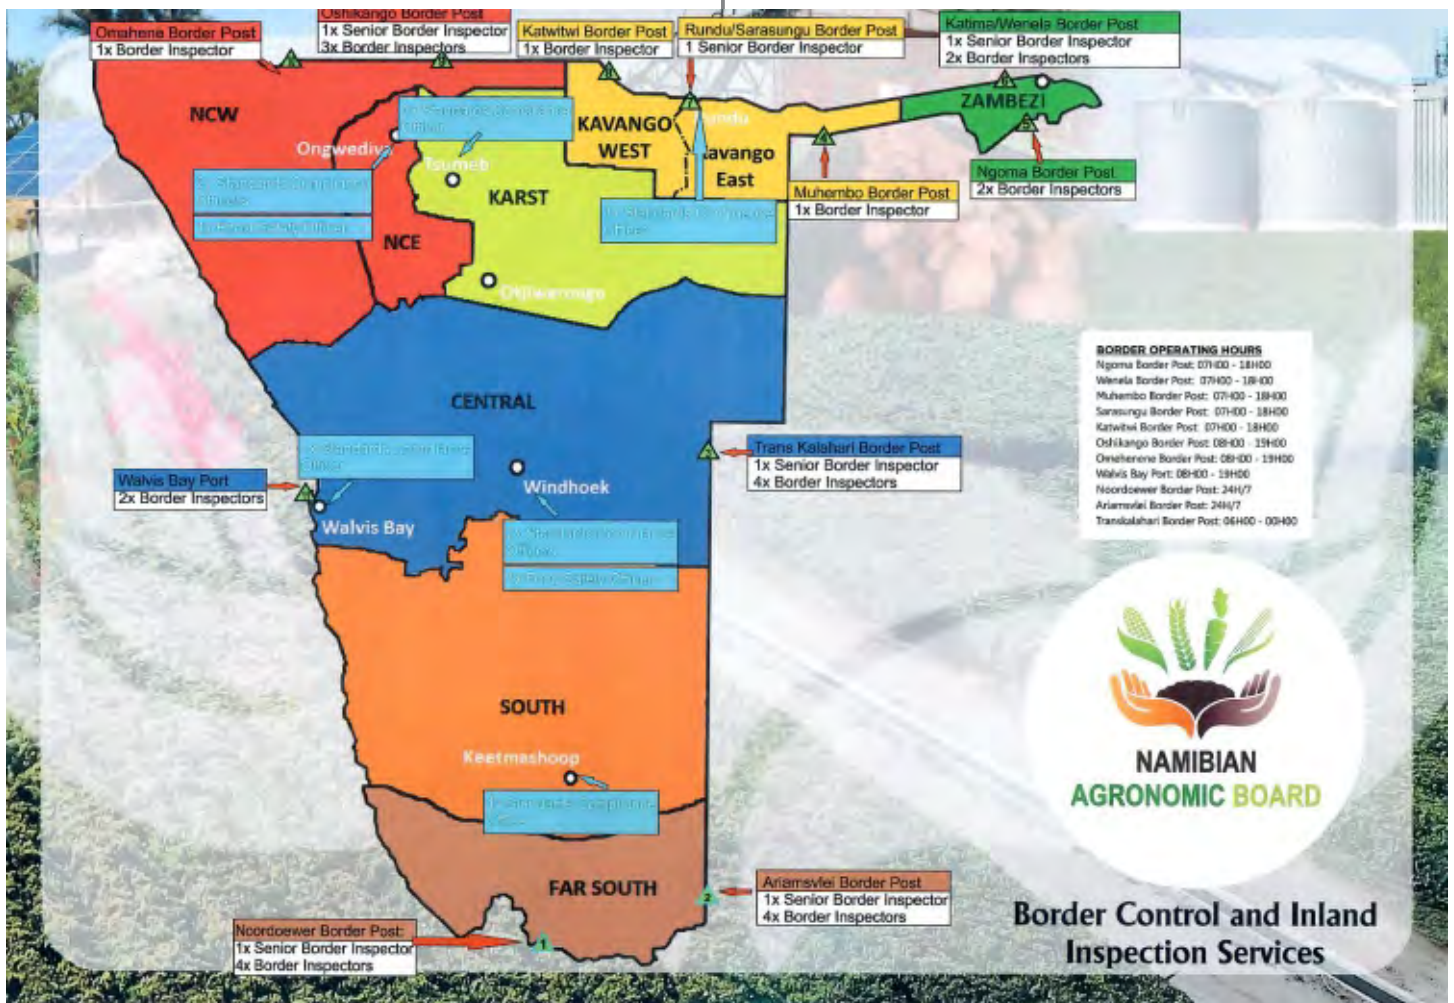 Omahene Border Post
1x Border Inspector
Oshikango Border Post
1x Senior Border Inspector
3x Border Inspectors
Katwitwi Border Post
1x Border Inspector
Rundu/Sarasungu Border Post
1 Senior Border Inspector
Katima/Wenela Border Post
1x Senior Border Inspector
2x Border Inspectors
NCW
Ongwediva
Tsumeb
KARST
NCE
Otjiwarongo
KAVANGO
WEST
Rundu
Kavango
East
ZAMBEZI
6
7
4
5
Muhembo Border Post
1x Border Inspector
Ngoma Border Post
2x Border Inspectors
CENTRAL
Walvis Bay Port
2x Border Inspectors
Walvis Bay
Windhoek
Trans Kalahari Border Post
1x Senior Border Inspector
4x Border Inspectors
SOUTH
Keetmashoop
FAR SOUTH
Noordoewer Border Post:
1x Senior Border Inspector
4x Border Inspectors
1
2
Ariamsvlei Border Post
1x Senior Border Inspector
4x Border Inspectors
BORDER OPERATING HOURS
Ngoma Border Post: 07H00 - 18H00
Wenela Border Post: 07H00 - 18H00
Muhembo Border Post: 07H00 - 18H00
Sarasungu Border Post: 07H00 - 18H00
Katwitwi Border Post: 07H00 - 18H00
Oshikango Border Post: 08H00 - 19H00
Omehenene Border Post: 08H00 - 19H00
Walvis Bay Port: 08H00 - 19H00
Noordoewer Border Post: 24H/7
Ariamsvlei Border Post: 24H/7
Transkalahari Border Post: 06H00 - 00H00
NAMIBIAN
AGRONOMIC BOARD
Border Control and Inland
Inspection Services